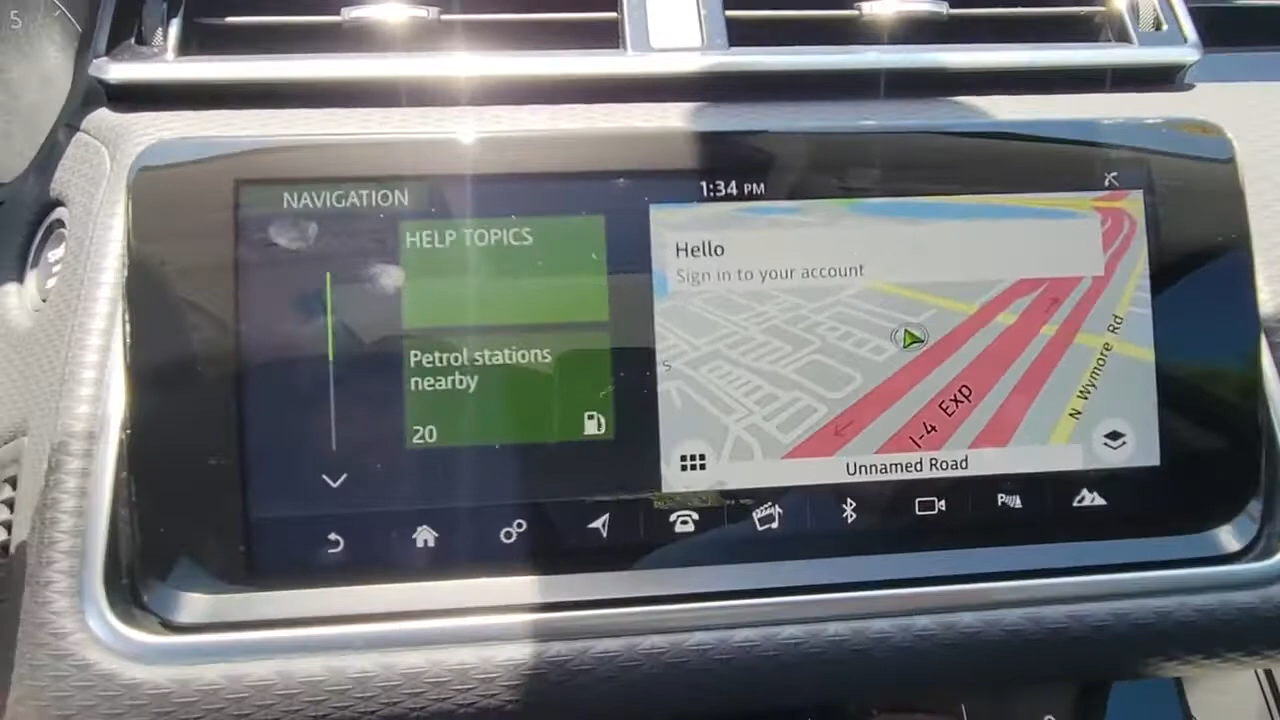 5
NAVIGATION
1:34 PM
HELP TOPICS
Petrol stations
nearby
20
Hello
Sign in to your account
S
I-4 Exp
N Wymore Rd
Unnamed Road